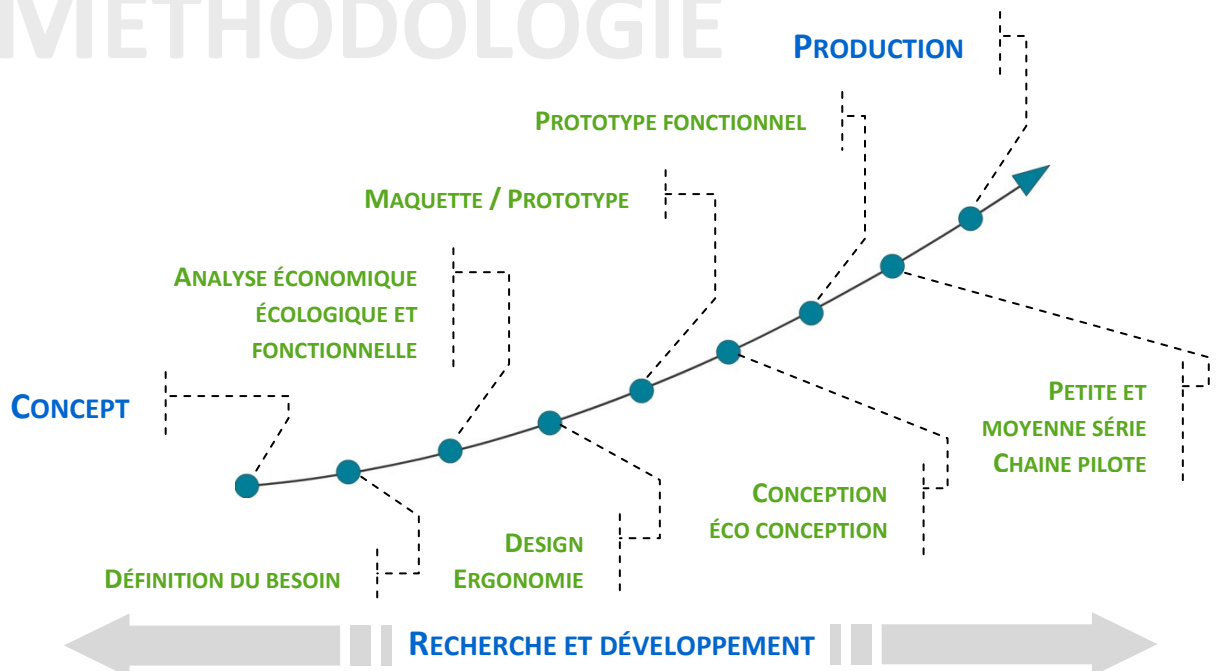 MÉTHODOLOGIE
PRODUCTION
PROTOTYPE FONCTIONNEL
MAQUETTE / PROTOTYPE
ANALYSE ÉCONOMIQUE
ÉCOLOGIQUE ET
FONCTIONNELLE
CONCEPT
PETITE ET
MOYENNE SÉRIE
CHAINE PILOTE
CONCEPTION
ÉCO CONCEPTION
DESIGN
ERGONOMIE
DÉFINITION DU BESOIN
RECHERCHE ET DÉVELOPPEMENT